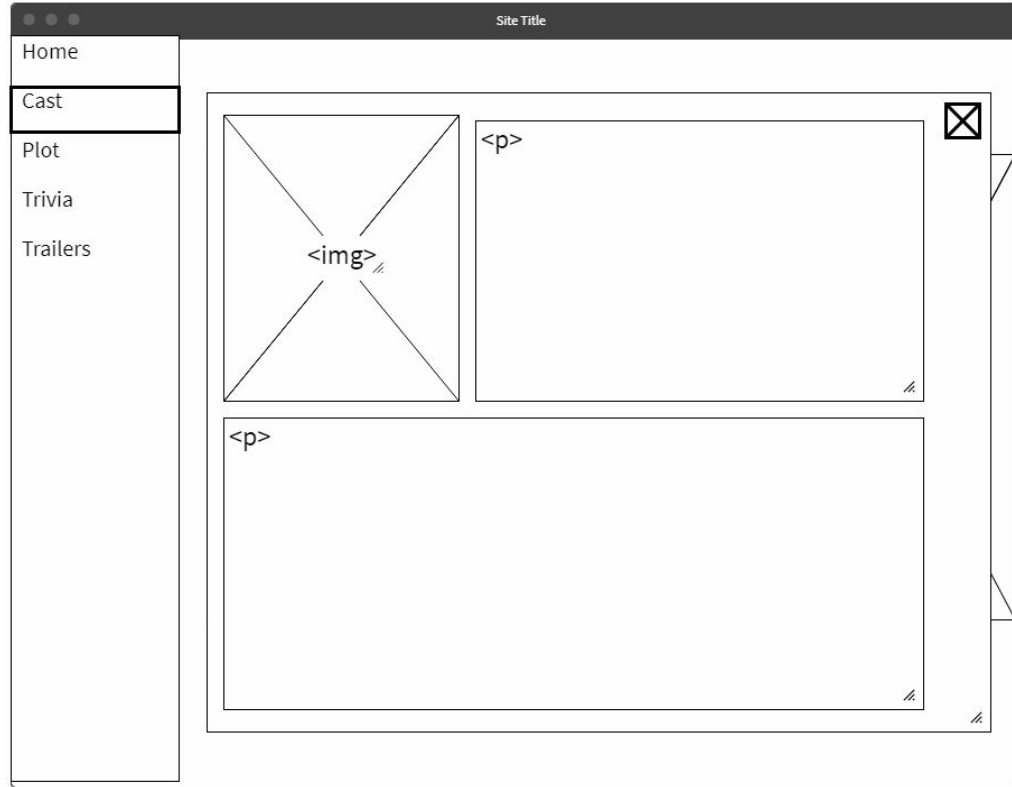 Site Title
Home
Cast
Plot
Trivia
Trailers
<img>
<p>
<p>